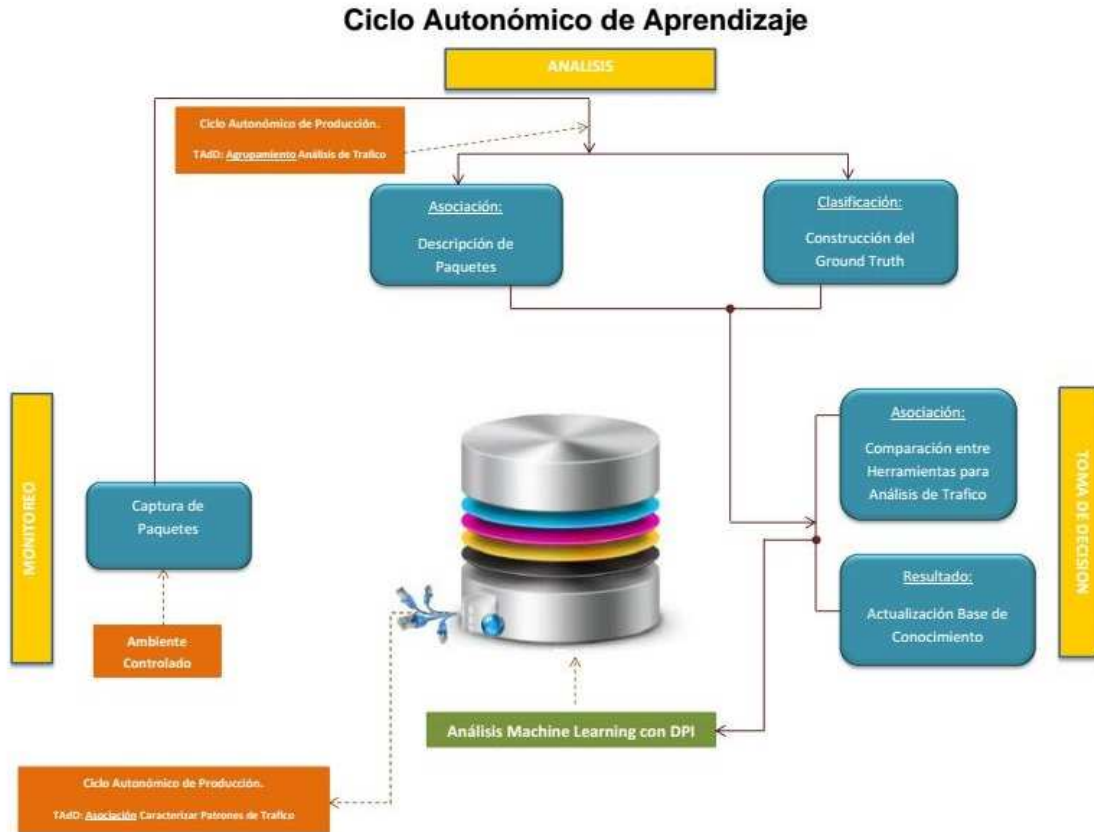 Ciclo Autonómico de Aprendizaje
ANALISIS
Ciclo Autonómico de Producción.
TAdD: Agrupamiento Análisis de Trafico
Asociación:
Descripción de
Paquetes
Clasificación:
Construcción del
Ground Truth
MONITOREO
Captura de
Paquetes
Ambiente
Controlado
Asociación:
Comparación entre
Herramientas para
Análisis de Trafico
Resultado:
Actualización Base de
Conocimiento
TOMA DE DECISION
Análisis Machine Learning con DPI
Ciclo Autonómico de Producción.
TAdD: Asociación Caracterizar Patrones de Trafico